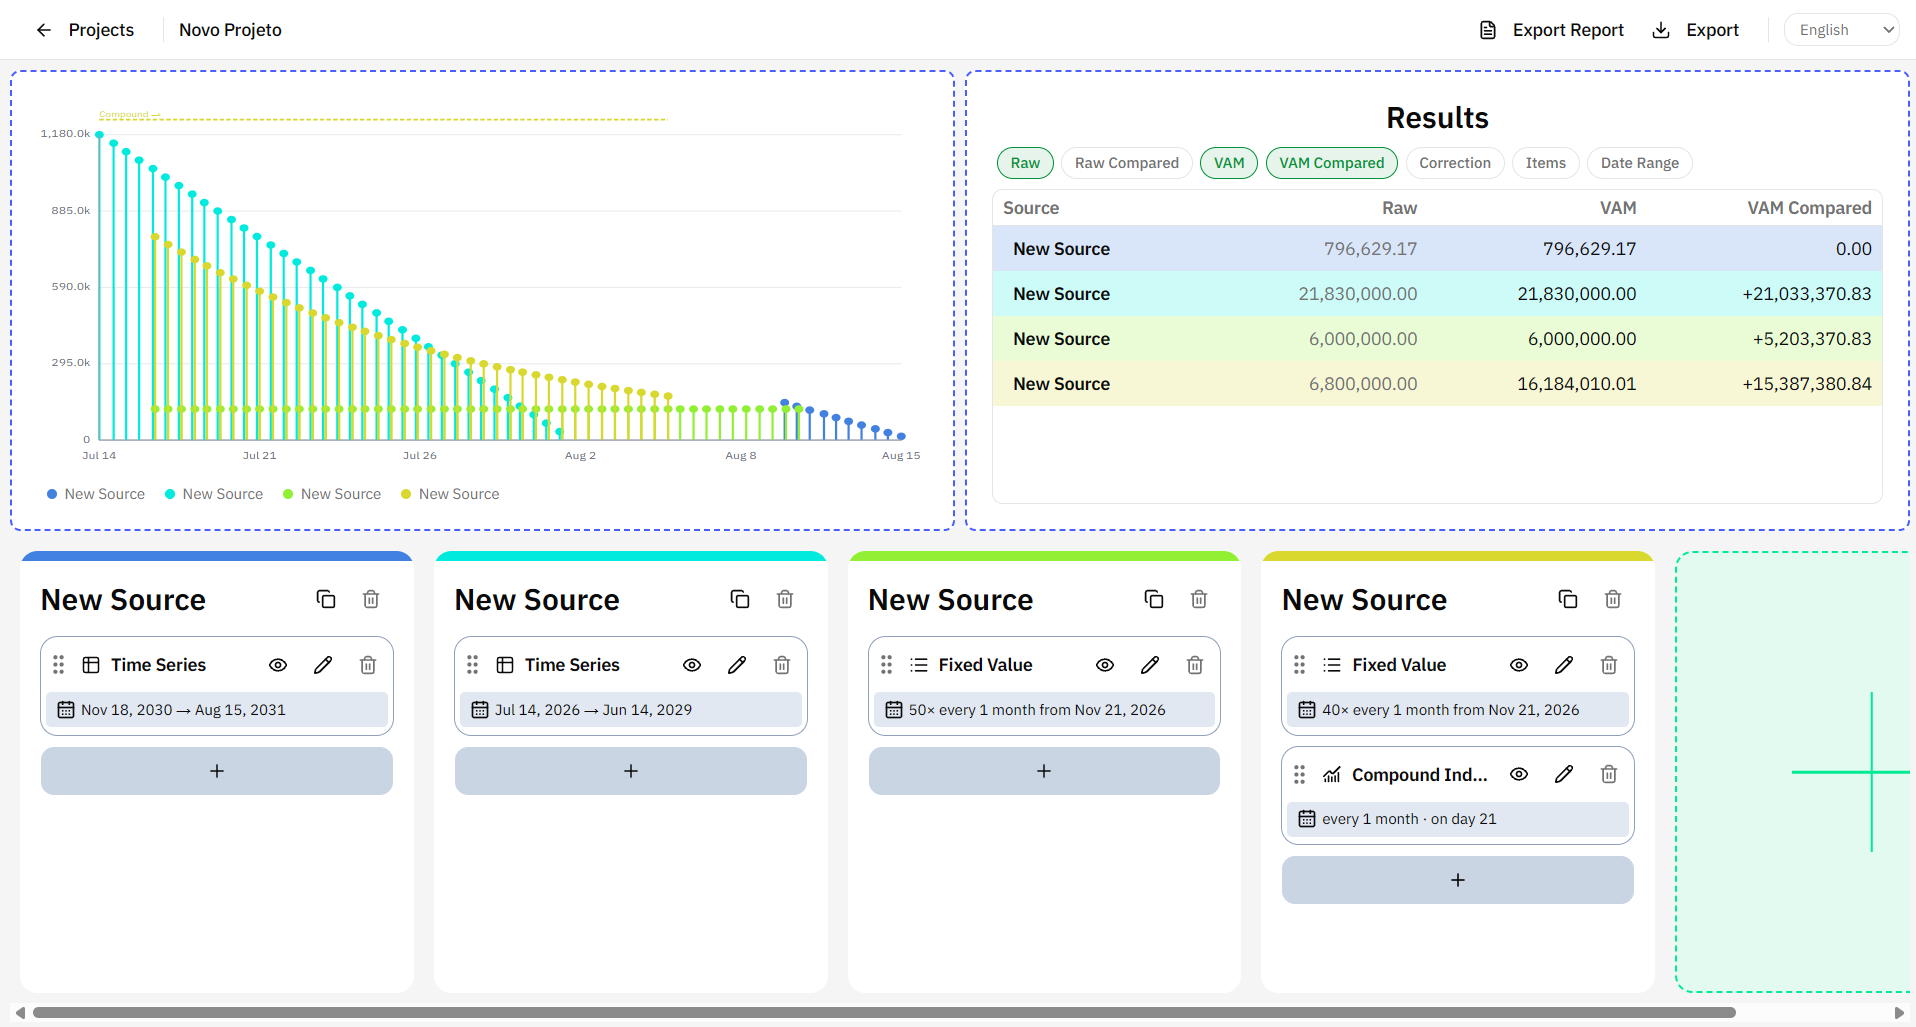 Projects
Novo Projeto
Export Report
Export
English
Compound →
1,180.0k
885.0k
590.0k
295.0k
0
Jul 14
Jul 21
Jul 26
Aug 2
Aug 8
Aug 15
New Source
New Source
New Source
New Source
Results
Raw
Raw Compared
VAM
VAM Compared
Correction
Items
Date Range
Source Raw VAM VAM Compared
New Source 796,629.17 796,629.17 0.00
New Source 21,830,000.00 21,830,000.00 +21,033,370.83
New Source 6,000,000.00 6,000,000.00 +5,203,370.83
New Source 6,800,000.00 16,184,010.01 +15,387,380.84
New Source
Time Series
Nov 18, 2030 → Aug 15, 2031
+
New Source
Time Series
Jul 14, 2026 → Jun 14, 2029
+
New Source
Fixed Value
50× every 1 month from Nov 21, 2026
+
New Source
Fixed Value
40× every 1 month from Nov 21, 2026
Compound Ind...
every 1 month · on day 21
+